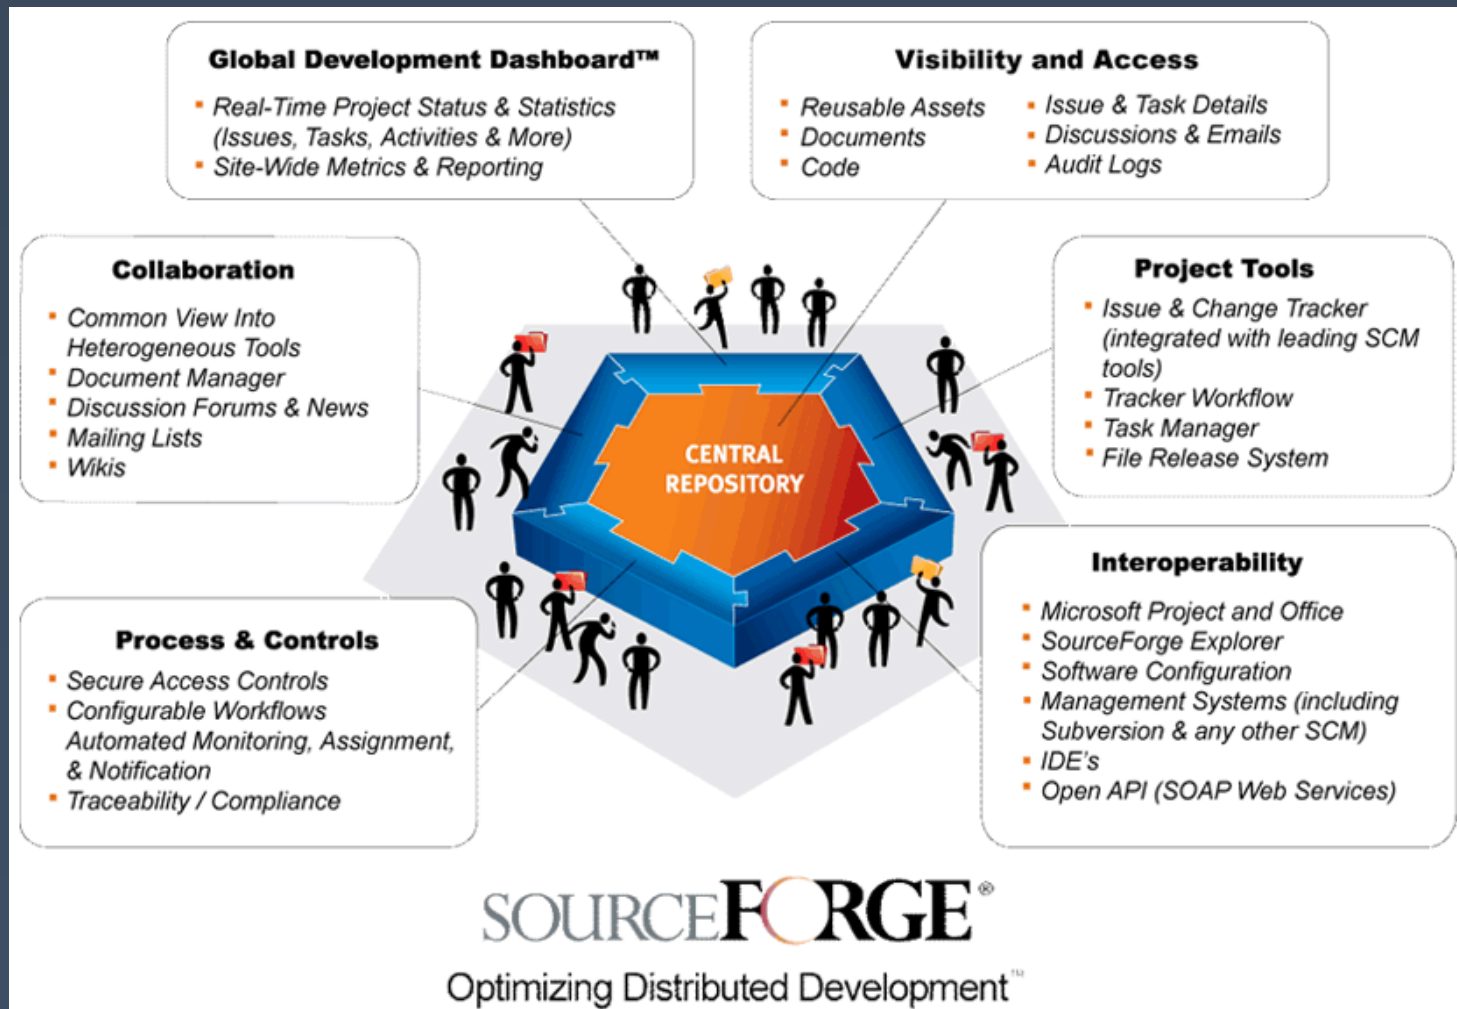 Global Development Dashboard™
Real-Time Project Status & Statistics
(Issues, Tasks, Activities & More)
Site-Wide Metrics & Reporting
Visibility and Access
Reusable Assets
Documents
Code
Issue & Task Details
Discussions & Emails
Audit Logs
Collaboration
Common View Into
Heterogeneous Tools
Document Manager
Discussion Forums & News
Mailing Lists
Wikis
Project Tools
Issue & Change Tracker
(integrated with leading SCM
tools)
Tracker Workflow
Task Manager
File Release System
CENTRAL
REPOSITORY
Process & Controls
Secure Access Controls
Configurable Workflows
Automated Monitoring, Assignment,
& Notification
Traceability / Compliance
Interoperability
Microsoft Project and Office
SourceForge Explorer
Software Configuration
Management Systems (including
Subversion & any other SCM)
IDE's
Open API (SOAP Web Services)
SOURCEFORGE®
Optimizing Distributed Development™